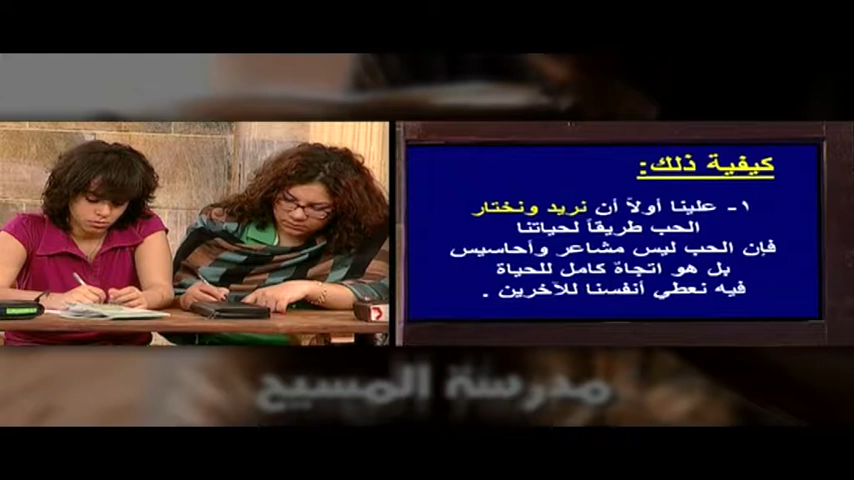 كيفية ذلك:
١- علينا أولاً أن نريد ونختار
الحب طريقاً لحياتنا
فإن الحب ليس مشاعر وأحاسيس
بل هو اتجاة كامل للحياة
فيه نعطي أنفسنا للآخرين .
مدرسة المسيح